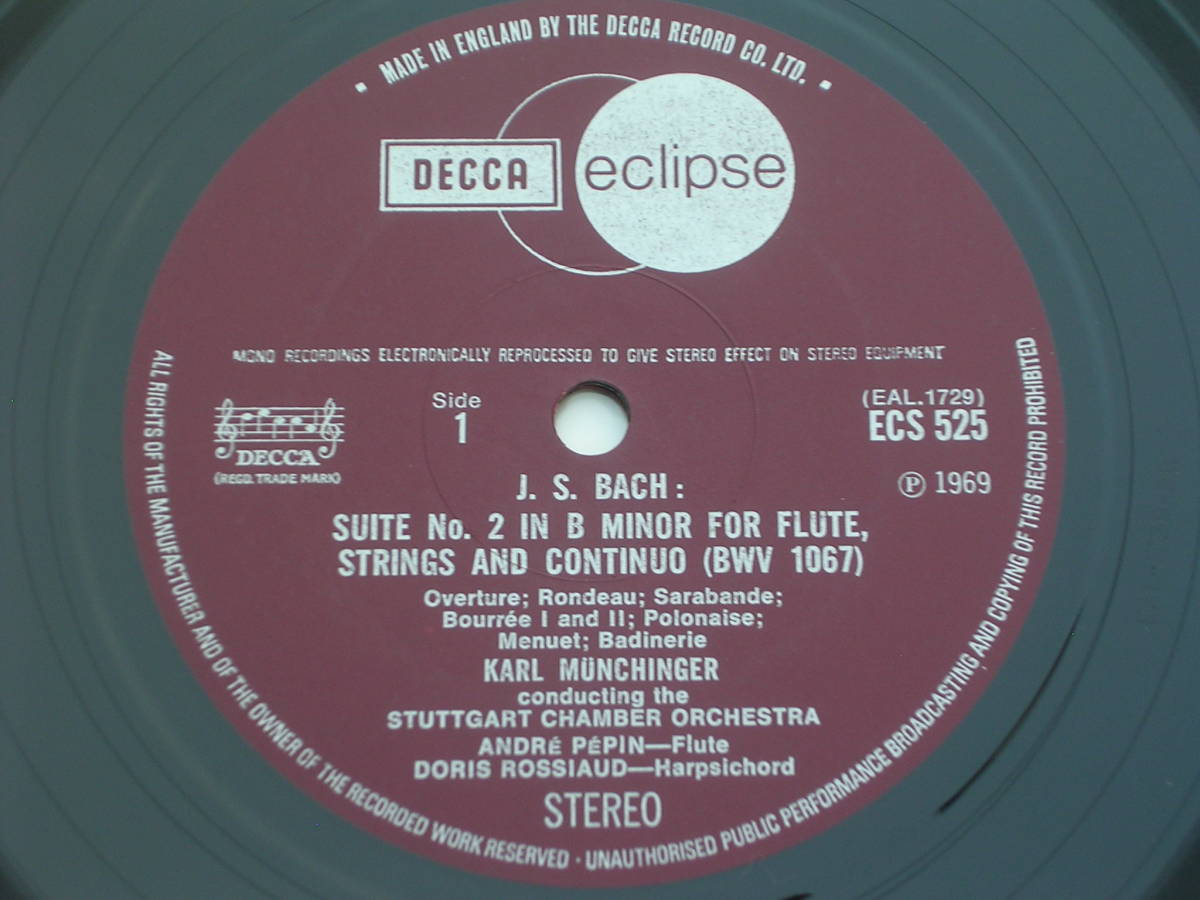 • MADE IN ENGLAND BY THE DECCA RECORD CO. LTD. •
DECCA
eclipse
MONO RECORDINGS ELECTRONICALLY REPROCESSED TO GIVE STEREO EFFECT ON STEREO EQUIPMENT
DECCA
(REGD. TRADE MARK)
Side
1
(EAL.1729)
ECS 525
℗ 1969
J. S. BACH:
SUITE No. 2 IN B MINOR FOR FLUTE,
STRINGS AND CONTINUO (BWV 1067)
Overture; Rondeau; Sarabande;
Bourrée I and II; Polonaise;
Menuet; Badinerie
KARL MÜNCHINGER
conducting the
STUTTGART CHAMBER ORCHESTRA
ANDRÉ PÉPIN—Flute
DORIS ROSSIAUD—Harpsichord
STEREO
ALL RIGHTS OF THE MANUFACTURER AND OF THE OWNER OF THE RECORDED WORK RESERVED · UNAUTHORISED PUBLIC PERFORMANCE BROADCASTING AND COPYING OF THIS RECORD PROHIBITED